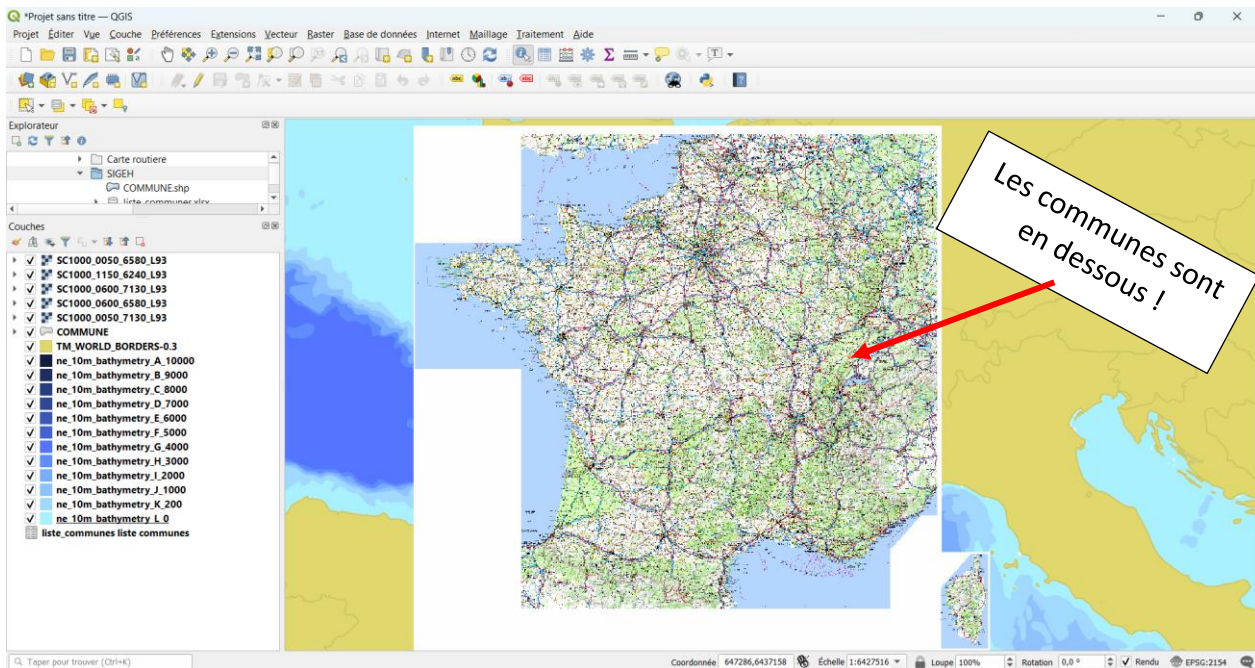 *Projet sans titre — QGIS
Projet Éditer Vue Couche Préférences Extensions Vecteur Raster Base de données Internet Maillage Traitement Aide
Explorateur
Carte routiere
SIGEH
COMMUNE.shp
liste_communes.xlsx
Couches
SC1000_0050_6580_L93
SC1000_1150_6240_L93
SC1000_0600_7130_L93
SC1000_0600_6580_L93
SC1000_0050_7130_L93
COMMUNE
TM_WORLD_BORDERS-0.3
ne_10m_bathymetry_A_10000
ne_10m_bathymetry_B_9000
ne_10m_bathymetry_C_8000
ne_10m_bathymetry_D_7000
ne_10m_bathymetry_E_6000
ne_10m_bathymetry_F_5000
ne_10m_bathymetry_G_4000
ne_10m_bathymetry_H_3000
ne_10m_bathymetry_I_2000
ne_10m_bathymetry_J_1000
ne_10m_bathymetry_K_200
ne_10m_bathymetry_L_0
liste_communes liste communes
Les communes sont
en dessous !
Taper pour trouver (Ctrl+K)
Coordonnée 647286,6437158 Échelle 1:6427516 Loupe 100% Rotation 0,0 ° Rendu EPSG:2154